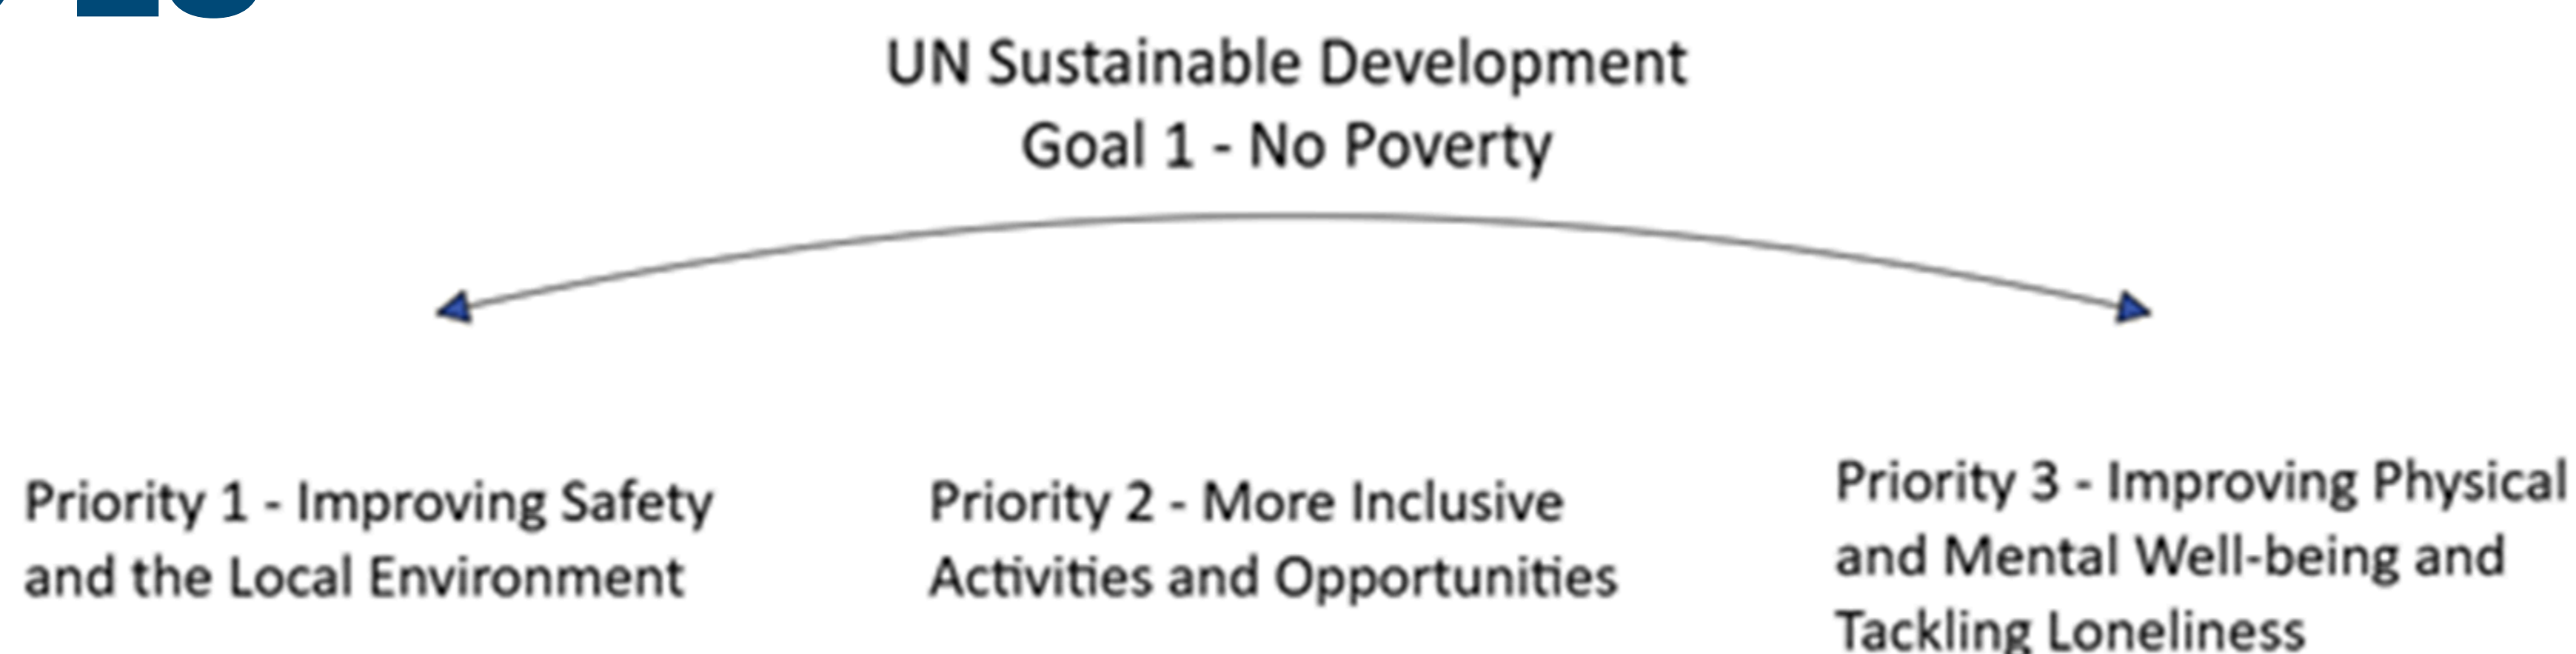 UN Sustainable Development
Goal 1 - No Poverty
Priority 1 - Improving Safety
and the Local Environment
Priority 2 - More Inclusive
Activities and Opportunities
Priority 3 - Improving Physical
and Mental Well-being and
Tackling Loneliness